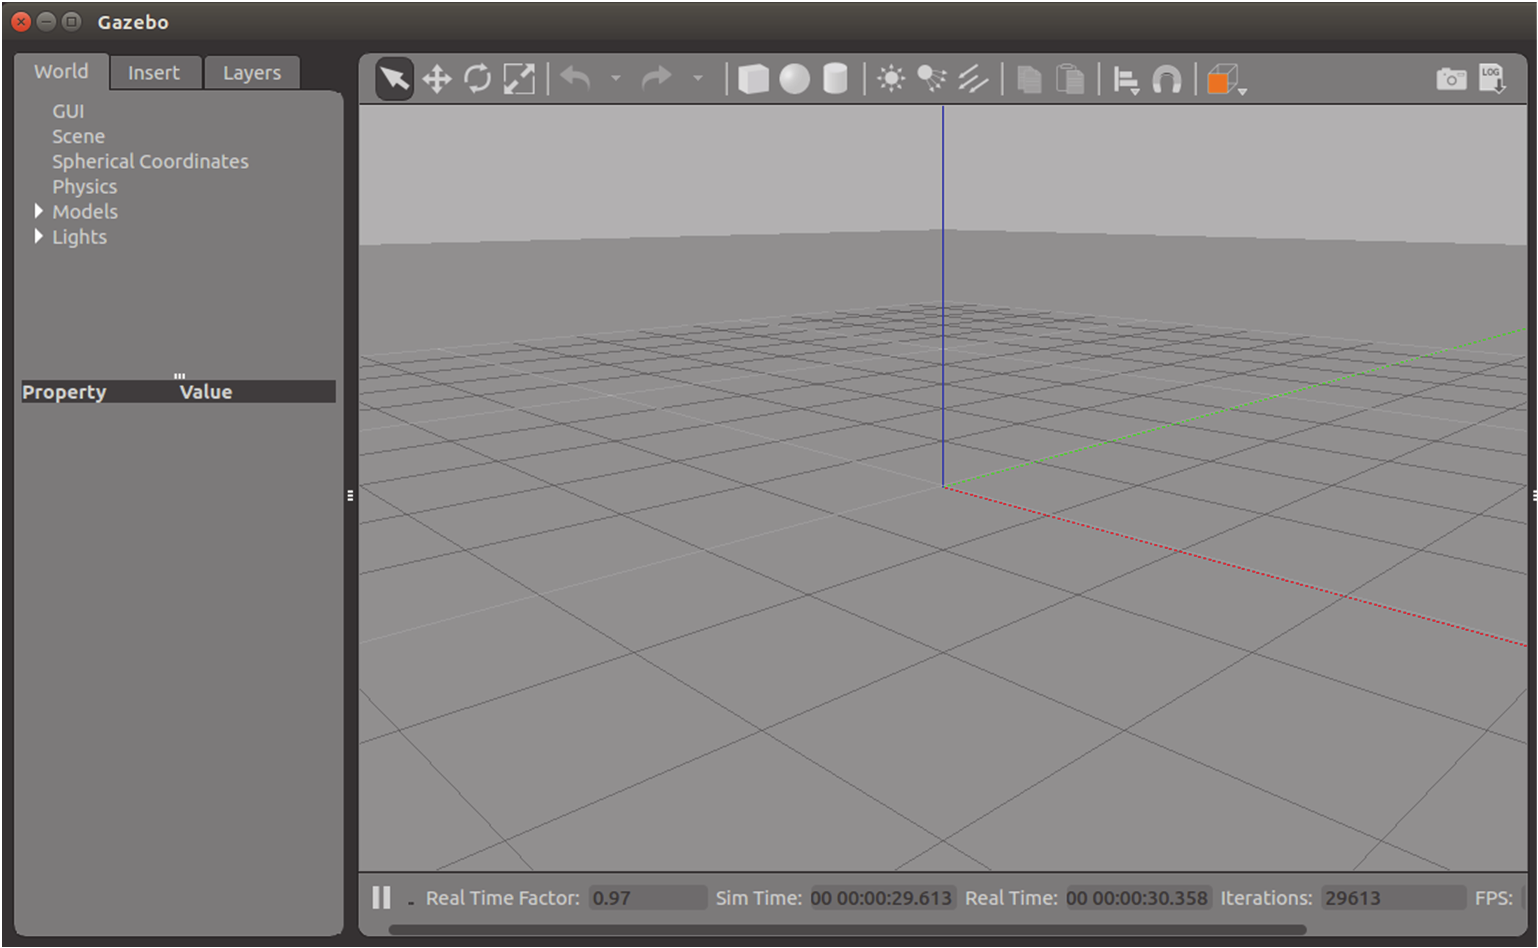 Gazebo
World Insert Layers
LOG
GUI
Scene
Spherical Coordinates
Physics
Models
Lights
Property Value
Real Time Factor: 0.97 Sim Time: 00 00:00:29.613 Real Time: 00 00:00:30.358 Iterations: 29613 FPS: